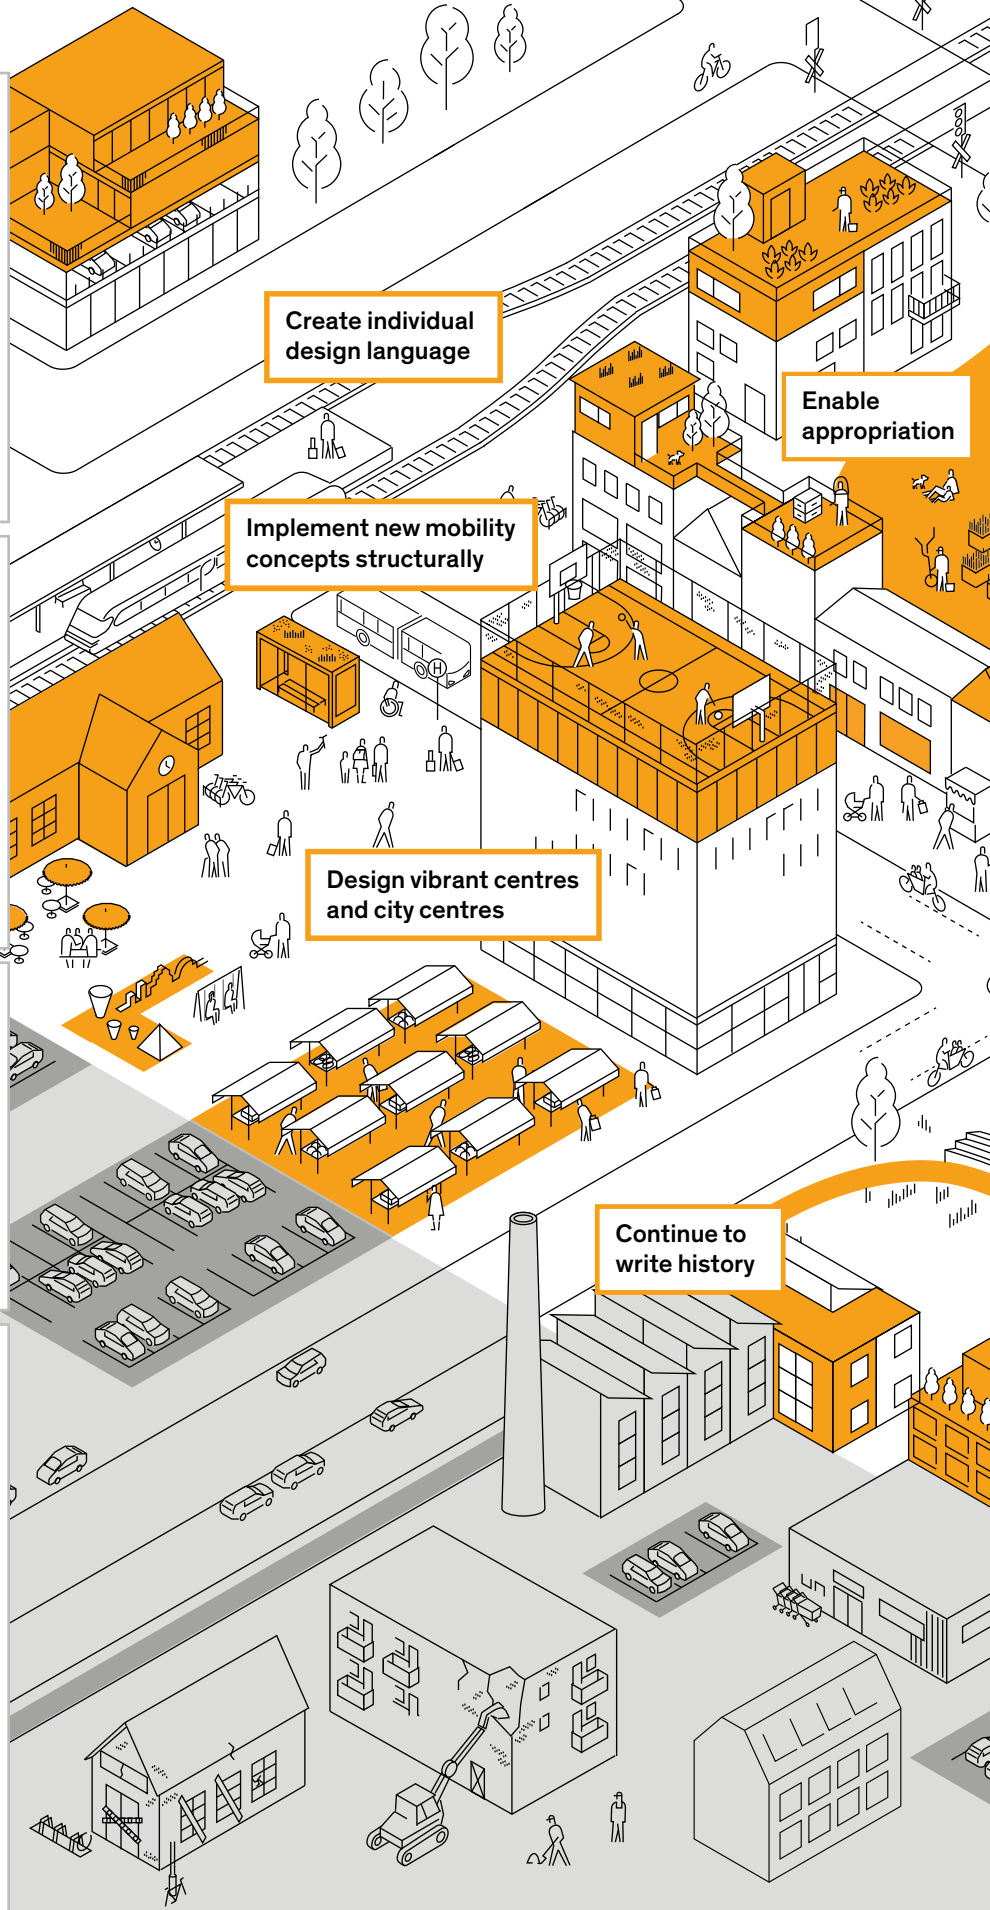 Create individual
design language
Enable
appropriation
Implement new mobility
concepts structurally
H
Design vibrant centres
and city centres
Continue to
write history